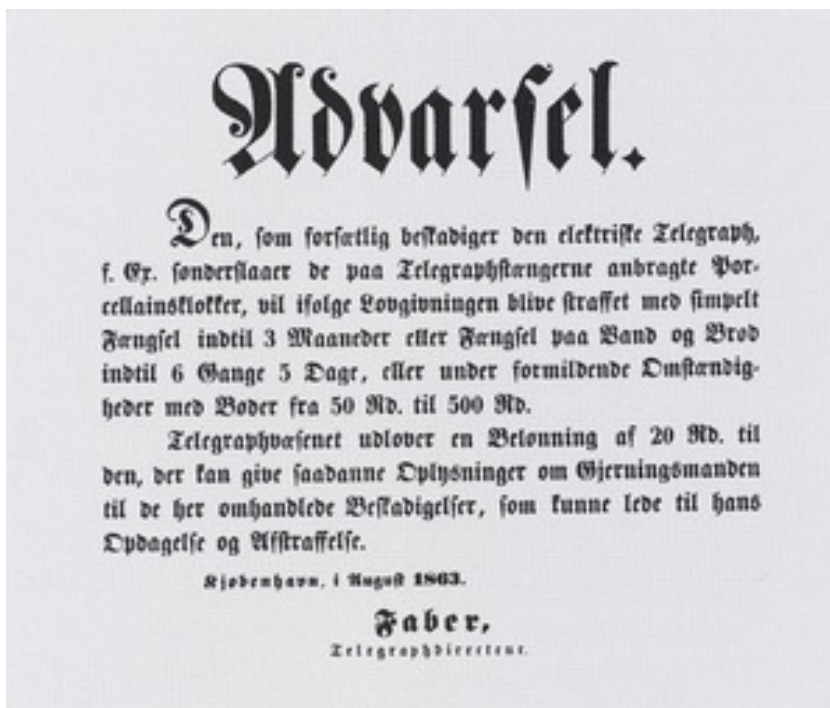 Advarsel.
Den, som forsætlig beskadiger den elektriske Telegraph,
f. Ex. sønderslaaer de paa Telegraphstængerne anbragte Por-
cellainsklokker, vil ifølge Lovgivningen blive straffet med simpelt
Fængsel indtil 3 Maaneder eller Fængsel paa Vand og Brød
indtil 6 Gange 5 Dage, eller under formildende Omstændig-
heder med Bøder fra 50 Rd. til 500 Rd.
Telegraphvæsenet udlover en Belønning af 20 Rd. til
den, der kan give saadanne Oplysninger om Gjerningsmanden
til de her omhandlede Beskadigelser, som kunne lede til hans
Opdagelse og Afstraffelse.
Kjøbenhavn, i August 1863.
Faber,
Telegraphdirecteur.